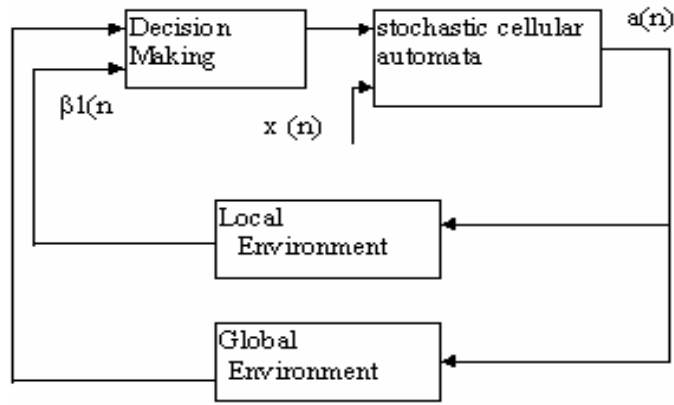 Decision
Making
stochastic cellular
automata
a(n)
β1(n
x (n)
Local
Environment
Global
Environment